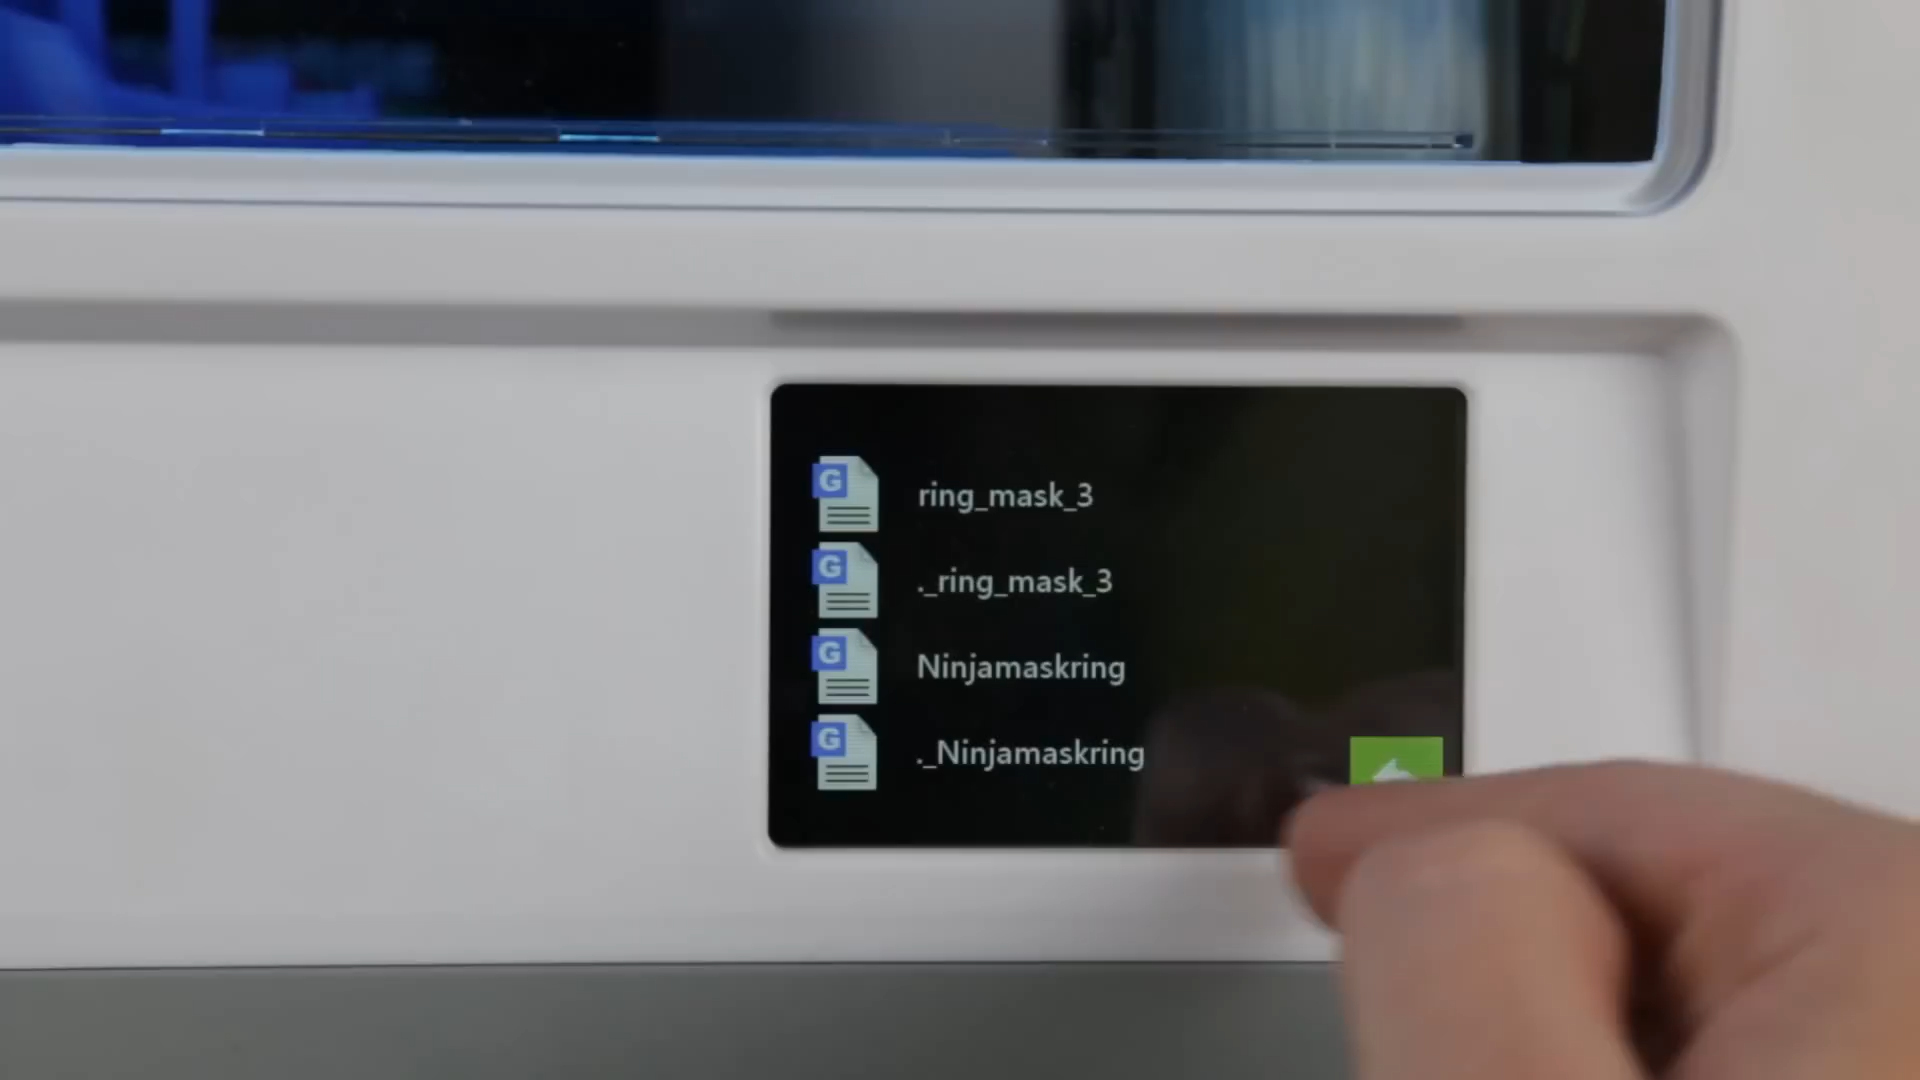 G ring_mask_3
G ._ring_mask_3
G Ninjamaskring
G ._Ninjamaskring